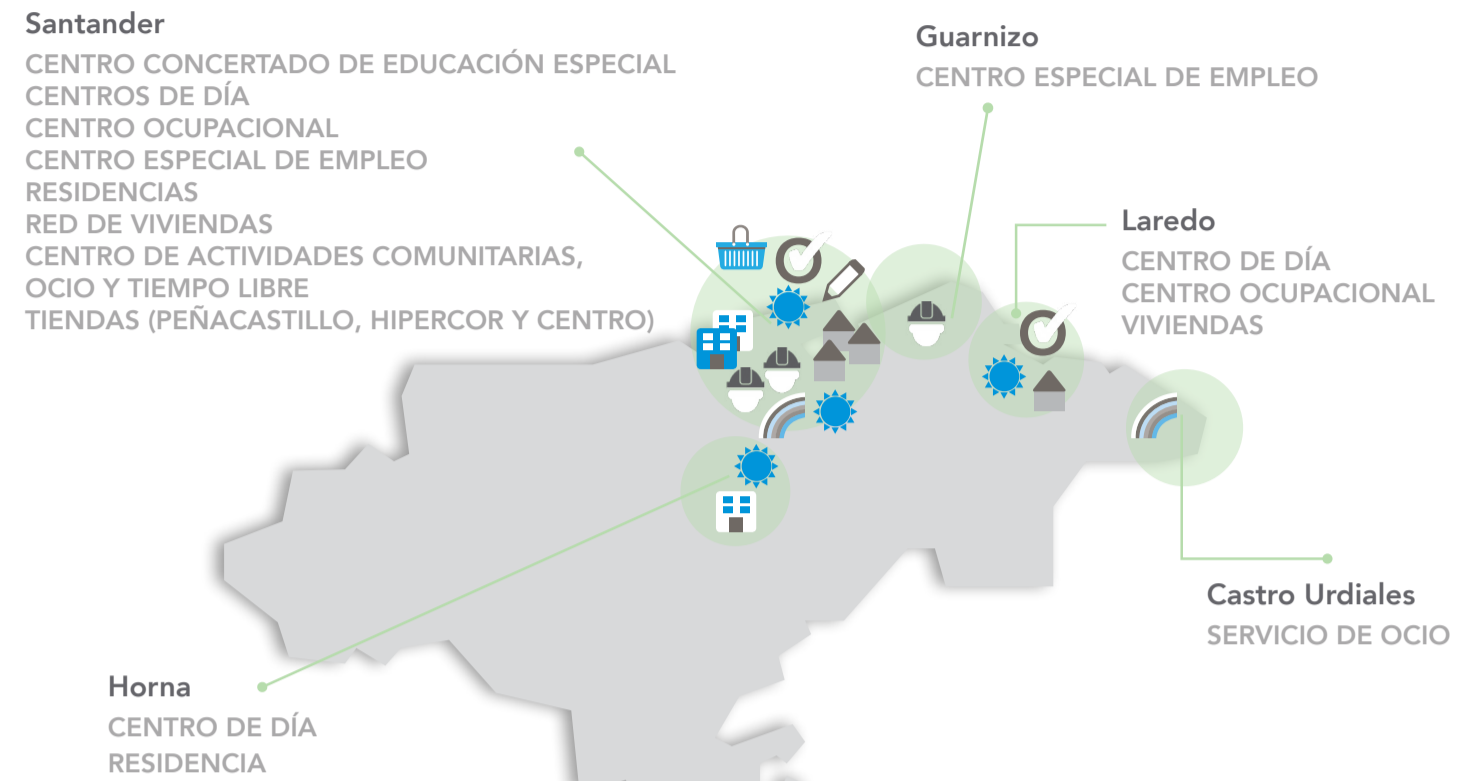 Santander
CENTRO CONCERTADO DE EDUCACIÓN ESPECIAL
CENTROS DE DÍA
CENTRO OCUPACIONAL
CENTRO ESPECIAL DE EMPLEO
RESIDENCIAS
RED DE VIVIENDAS
CENTRO DE ACTIVIDADES COMUNITARIAS,
OCIO Y TIEMPO LIBRE
TIENDAS (PEÑACASTILLO, HIPERCOR Y CENTRO)
Guarnizo
CENTRO ESPECIAL DE EMPLEO
Laredo
CENTRO DE DÍA
CENTRO OCUPACIONAL
VIVIENDAS
Castro Urdiales
SERVICIO DE OCIO
Horna
CENTRO DE DÍA
RESIDENCIA